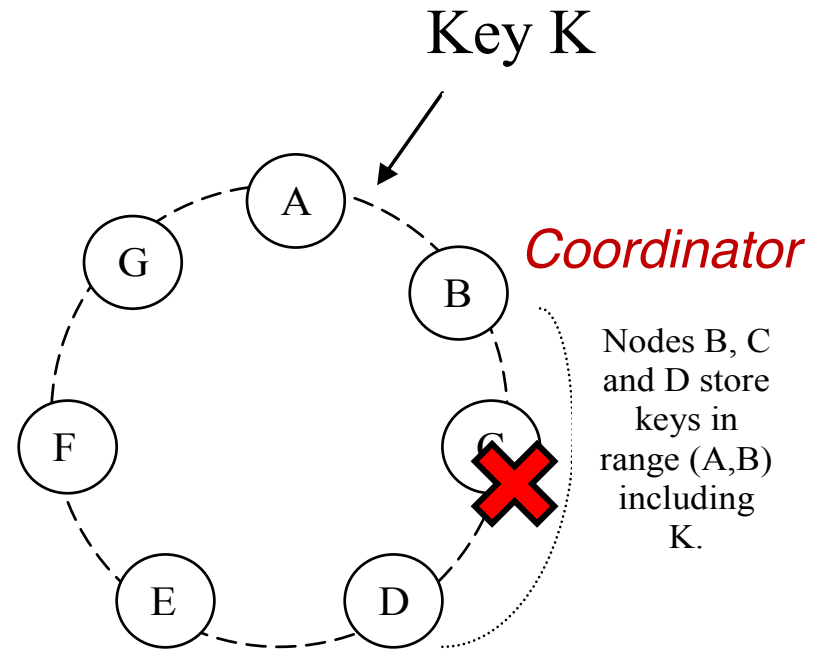 Key K
A
G
B
Coordinator
Nodes B, C
and D store
keys in
range (A,B)
including
K.
F
C
E
D